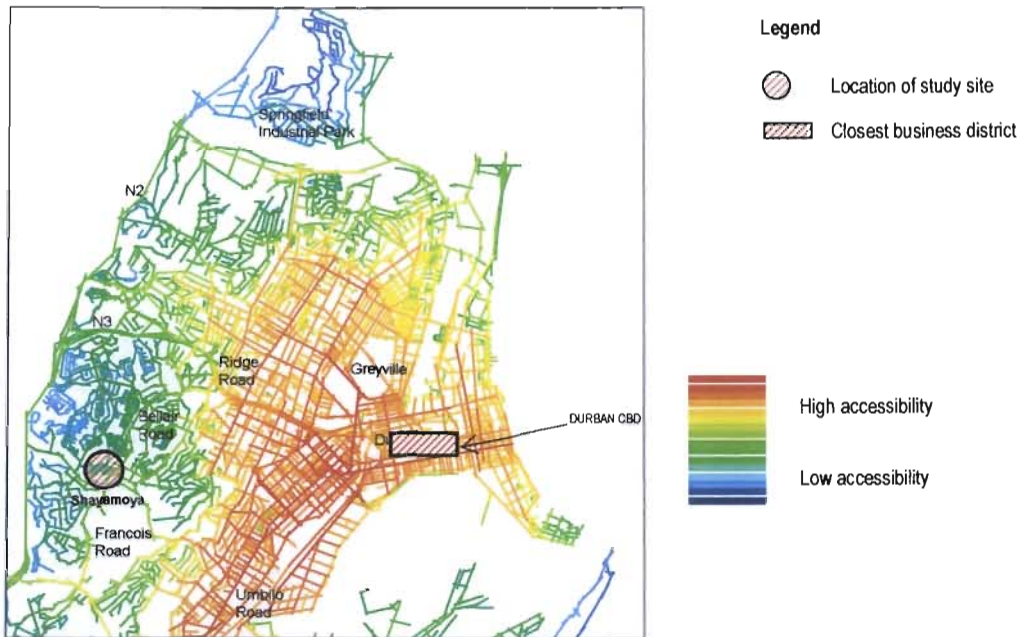 Legend
Location of study site
Closest business district
Springfield
Industrial Park
N2
N3
Ridge
Road
Greyville
Bellair
Road
DURBAN CBD
High accessibility
Low accessibility
Shayamoya
Francois
Road
Umbilo
Road